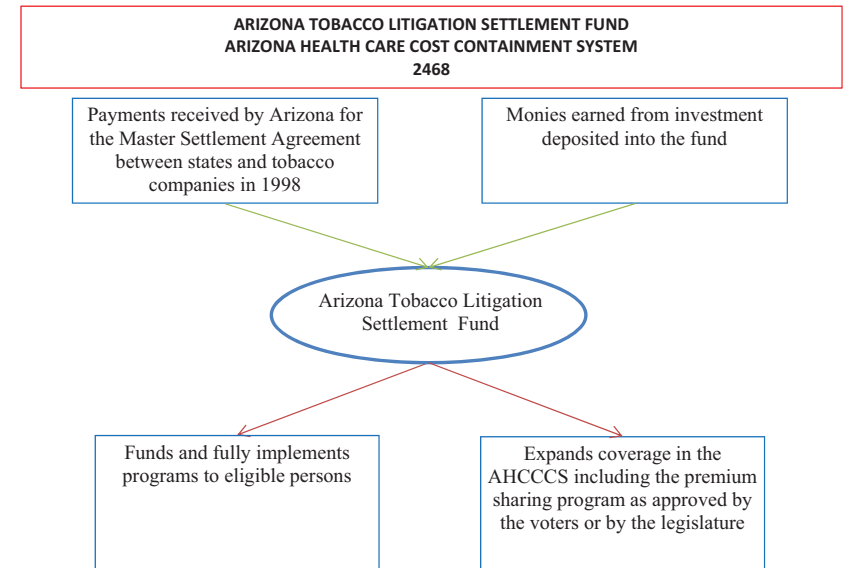 ARIZONA TOBACCO LITIGATION SETTLEMENT FUND
ARIZONA HEALTH CARE COST CONTAINMENT SYSTEM
2468
Payments received by Arizona for
the Master Settlement Agreement
between states and tobacco
companies in 1998
Monies earned from investment
deposited into the fund
Arizona Tobacco Litigation
Settlement Fund
Funds and fully implements
programs to eligible persons
Expands coverage in the
AHCCCS including the premium
sharing program as approved by
the voters or by the legislature